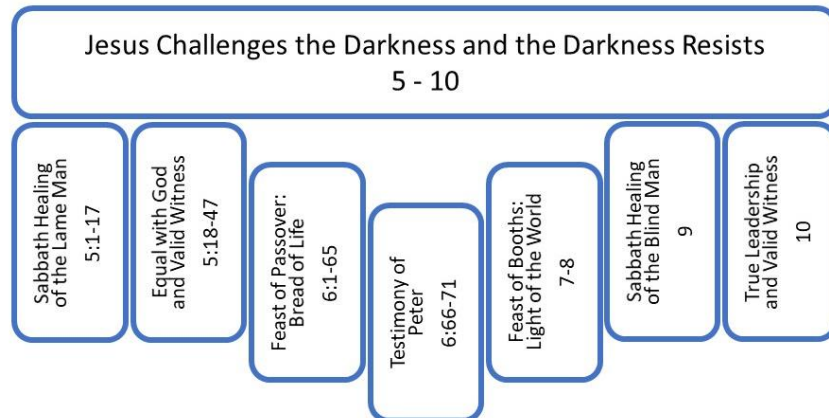 Jesus Challenges the Darkness and the Darkness Resists
5 - 10
Sabbath Healing
of the Lame Man
5:1-17
Equal with God
and Valid Witness
5:18-47
Feast of Passover:
Bread of Life
6:1-65
Testimony of
Peter
6:66-71
Feast of Booths:
Light of the World
7-8
Sabbath Healing
of the Blind Man
9
True Leadership
and Valid Witness
10